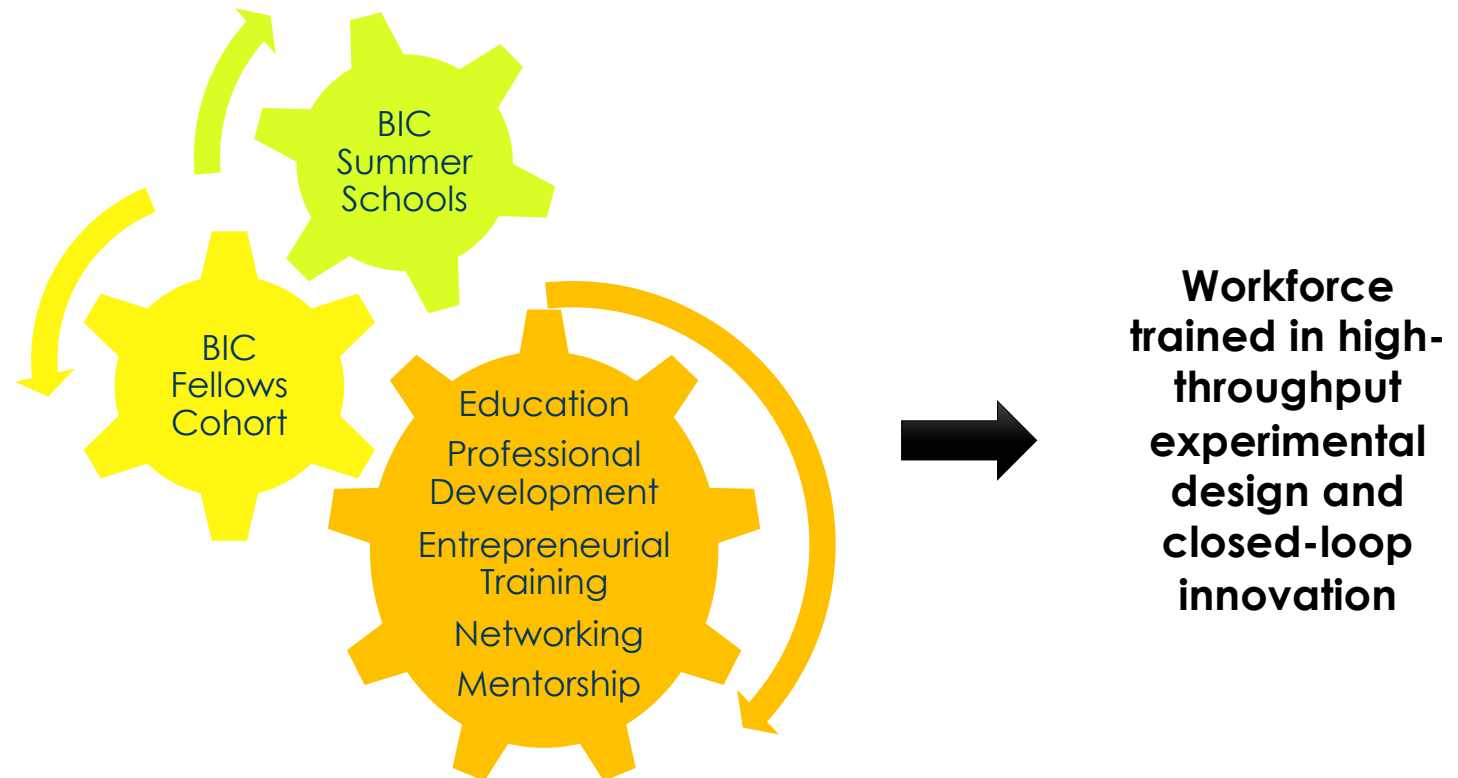 BIC
Summer
Schools
BIC
Fellows
Cohort
Education
Professional
Development
Entrepreneurial
Training
Networking
Mentorship
Workforce
trained in high-
throughput
experimental
design and
closed-loop
innovation